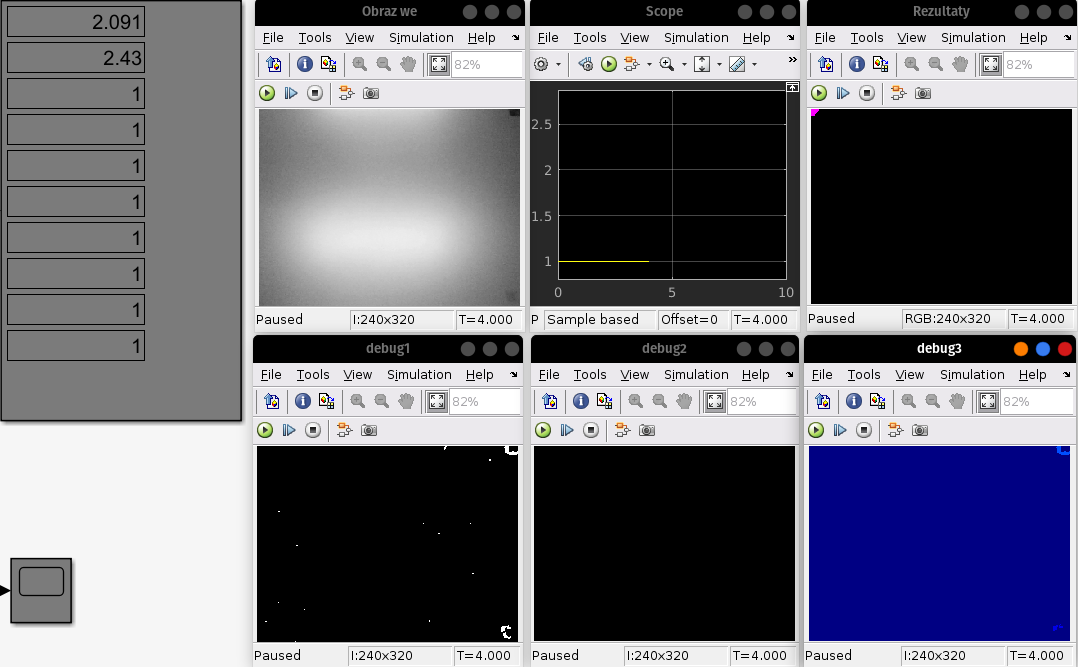 2.091
2.43
1
1
1
1
1
1
1
1
Obraz we
File Tools View Simulation Help
82%
Paused I:240x320 T=4.000
Scope
File Tools View Simulation Help
2.5
2
1.5
1
0 5 10
P Sample based Offset=0 T=4.000
Rezultaty
File Tools View Simulation Help
82%
Paused RGB:240x320 T=4.000
debug1
File Tools View Simulation Help
82%
Paused I:240x320 T=4.000
debug2
File Tools View Simulation Help
82%
Paused I:240x320 T=4.000
debug3
File Tools View Simulation Help
82%
Paused I:240x320 T=4.000